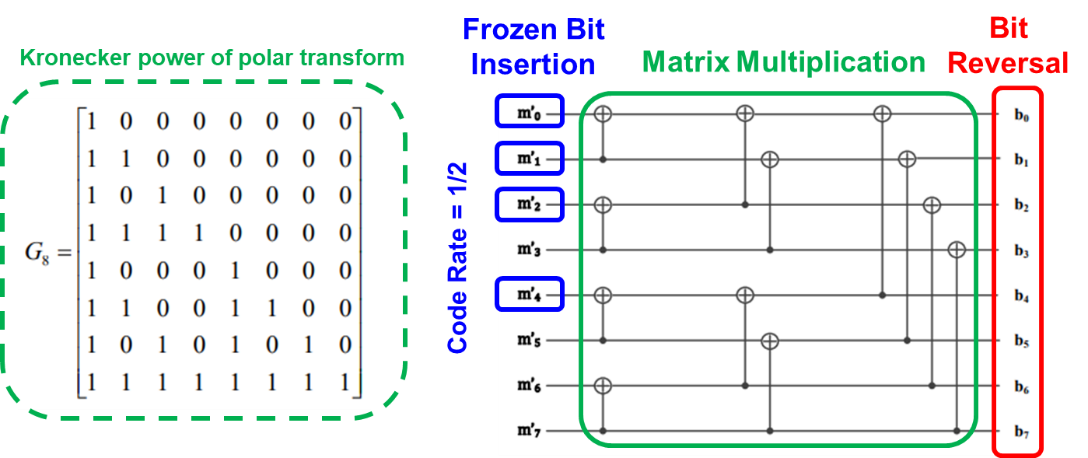 Kronecker power of polar transform
G₈ =
1 0 0 0 0 0 0 0
1 1 0 0 0 0 0 0
1 0 1 0 0 0 0 0
1 1 1 1 0 0 0 0
1 0 0 0 1 0 0 0
1 1 0 0 1 1 0 0
1 0 1 0 1 0 1 0
1 1 1 1 1 1 1 1
Code Rate = 1/2
Frozen Bit
Insertion
Matrix Multiplication
Bit
Reversal
m'₀
m'₁
m'₂
m'₃
m'₄
m'₅
m'₆
m'₇
b₀
b₁
b₂
b₃
b₄
b₅
b₆
b₇